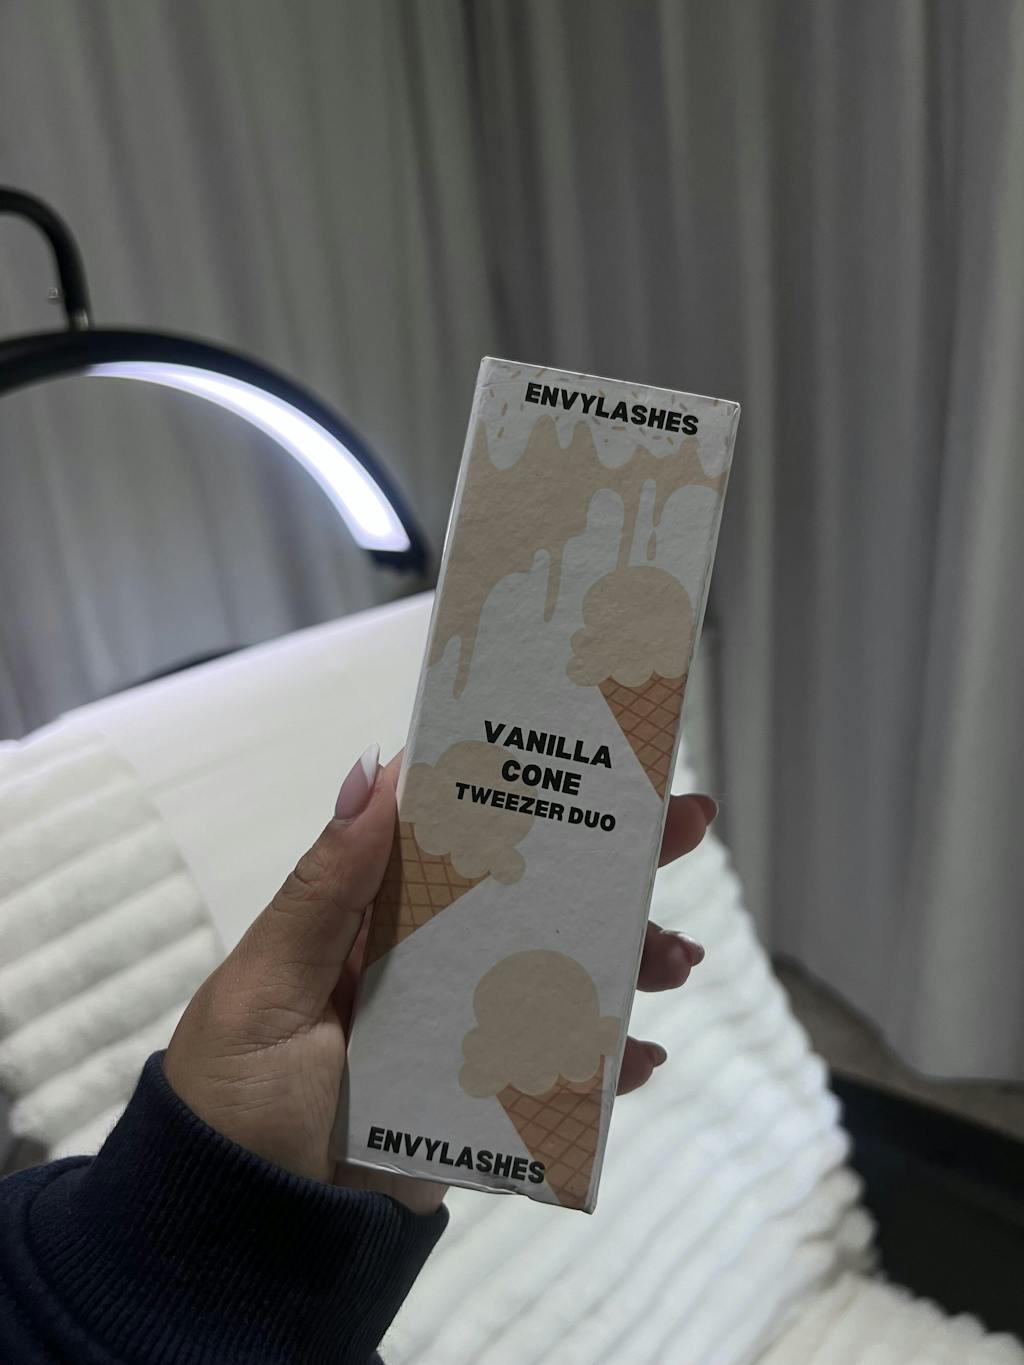 ENVYLASHES
VANILLA
CONE
TWEEZER DUO
ENVYLASHES